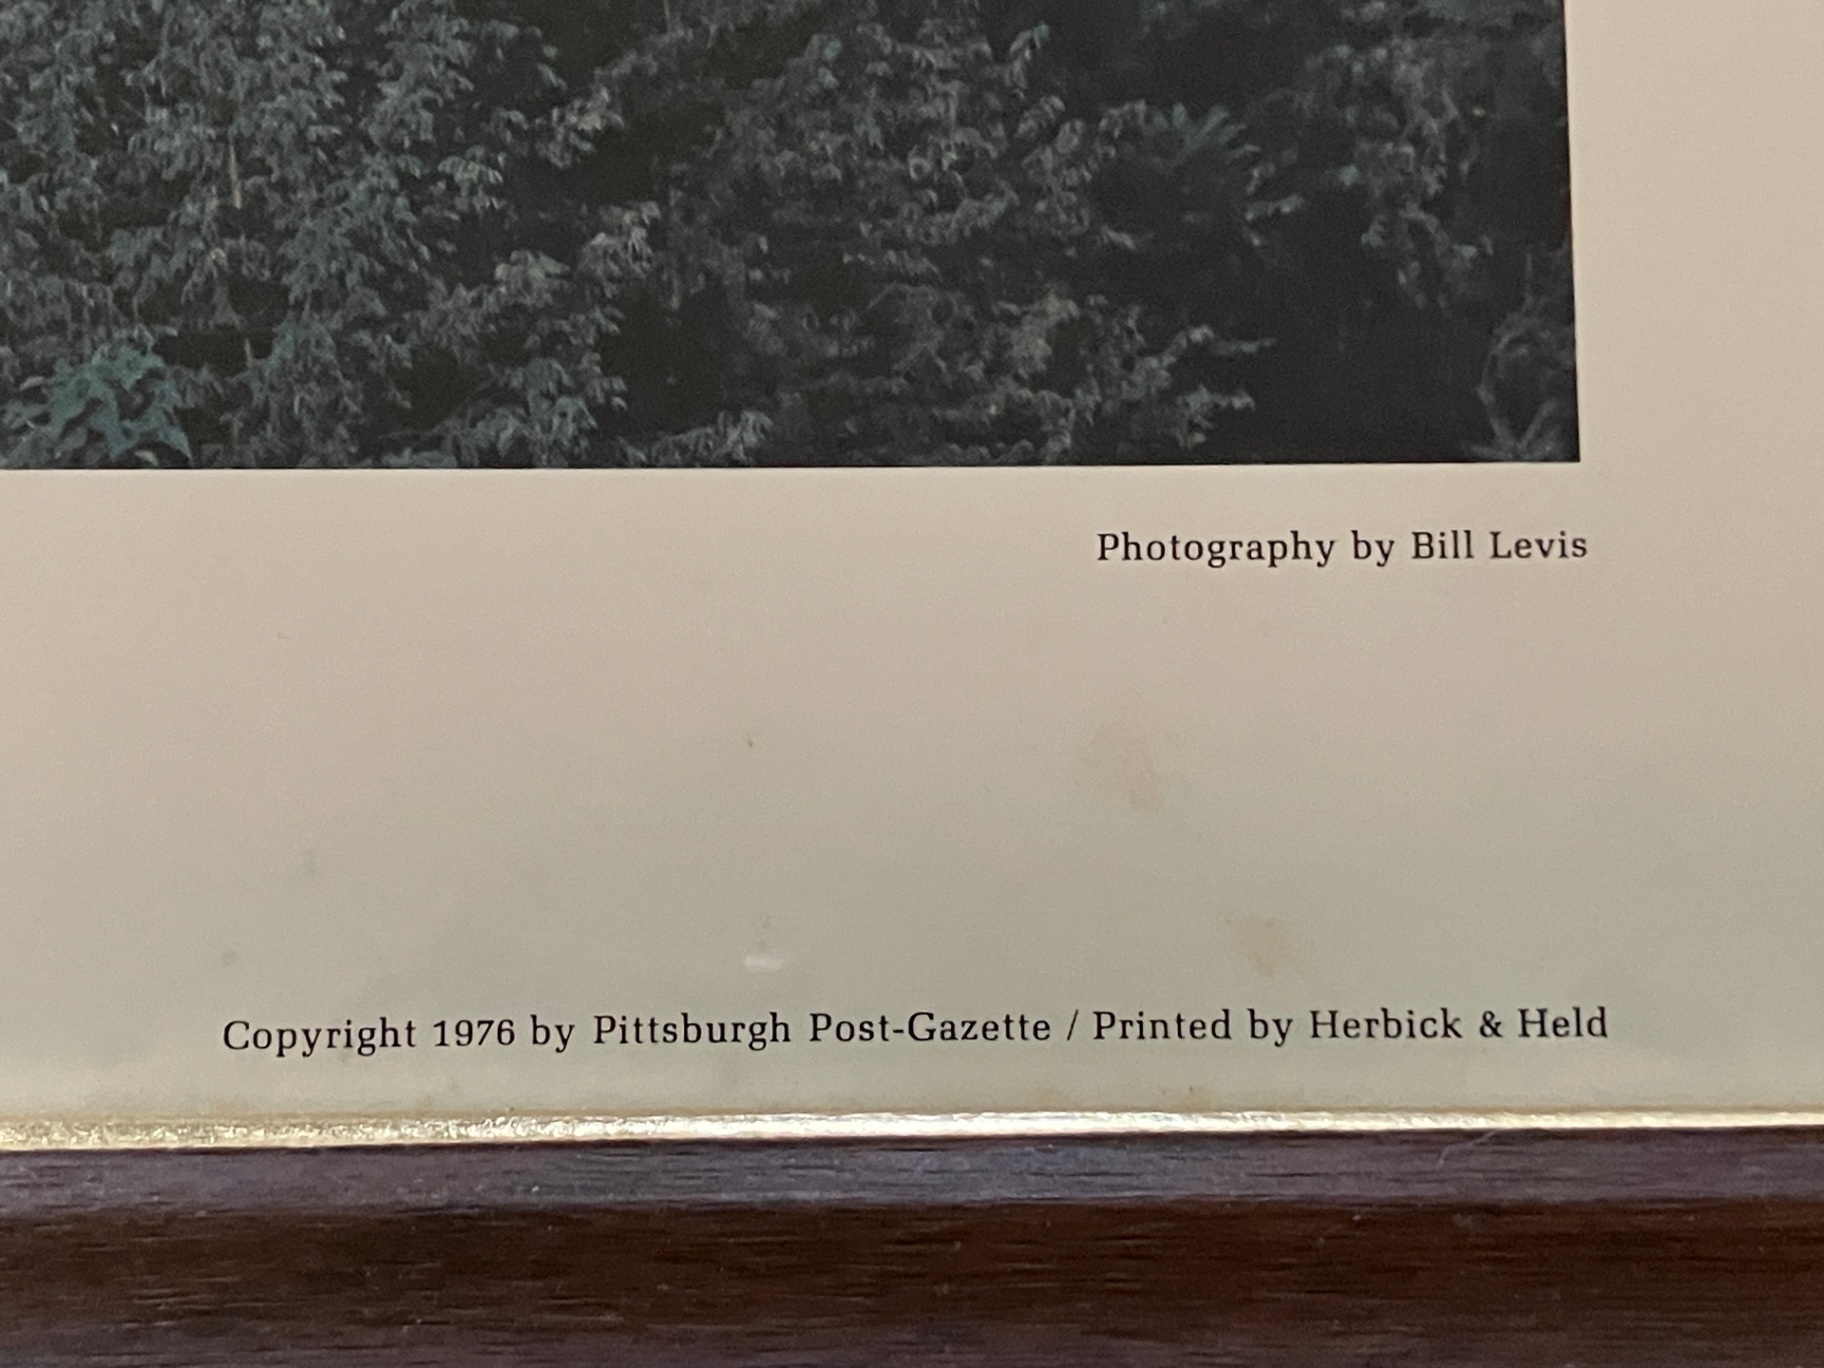 Photography by Bill Levis
Copyright 1976 by Pittsburgh Post-Gazette / Printed by Herbick & Held